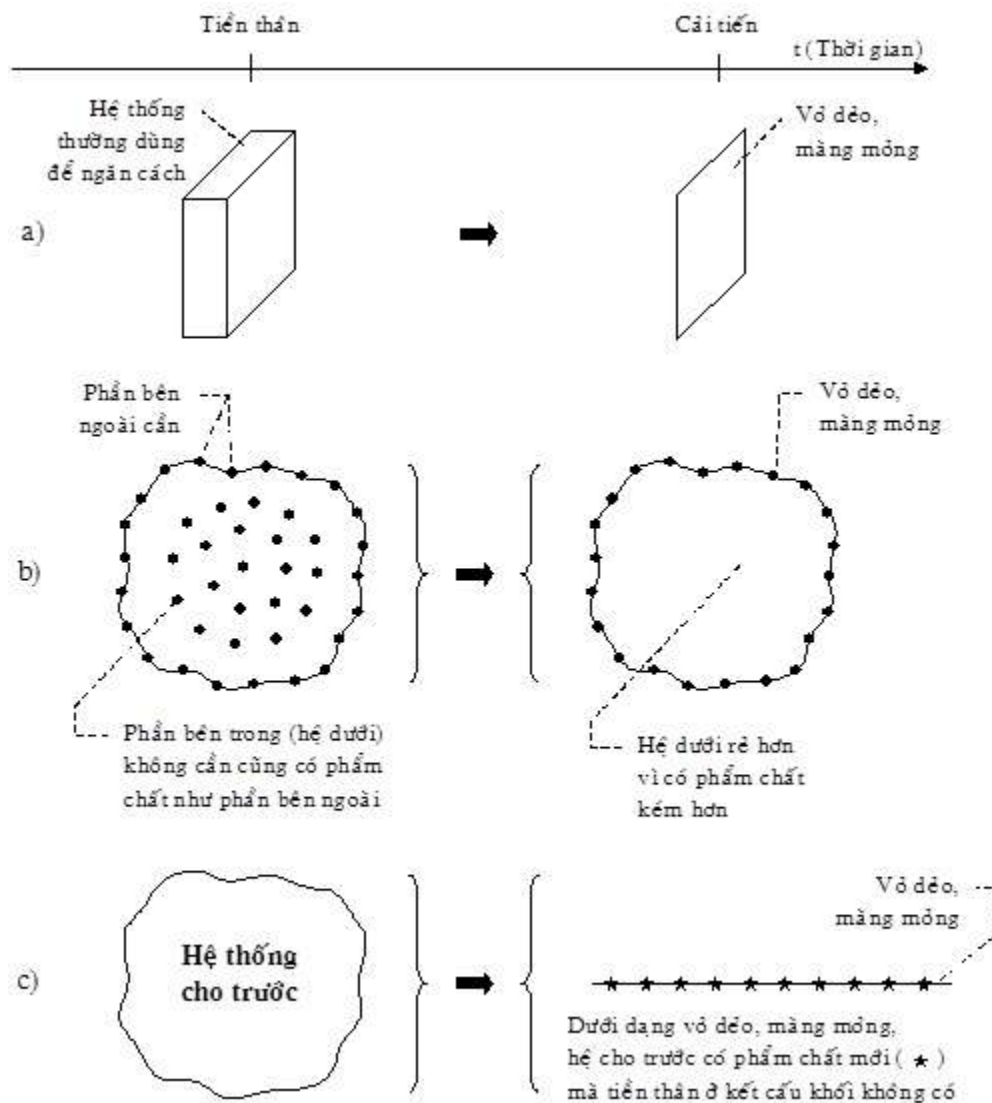 Tiền thân
Cải tiến
t (Thời gian)
Hệ thống
thường dùng
để ngăn cách
Vỏ dẻo,
màng mỏng
a)
Phần bên
ngoài cần
Vỏ dẻo,
màng mỏng
b)
Phần bên trong (hệ dưới)
không cần cũng có phẩm
chất như phần bên ngoài
Hệ dưới rẻ hơn
vì có phẩm chất
kém hơn
Vỏ dẻo,
màng mỏng
c)
Hệ thống
cho trước
Dưới dạng vỏ dẻo, màng mỏng,
hệ cho trước có phẩm chất mới ( ★ )
mà tiền thân ở kết cấu khối không có